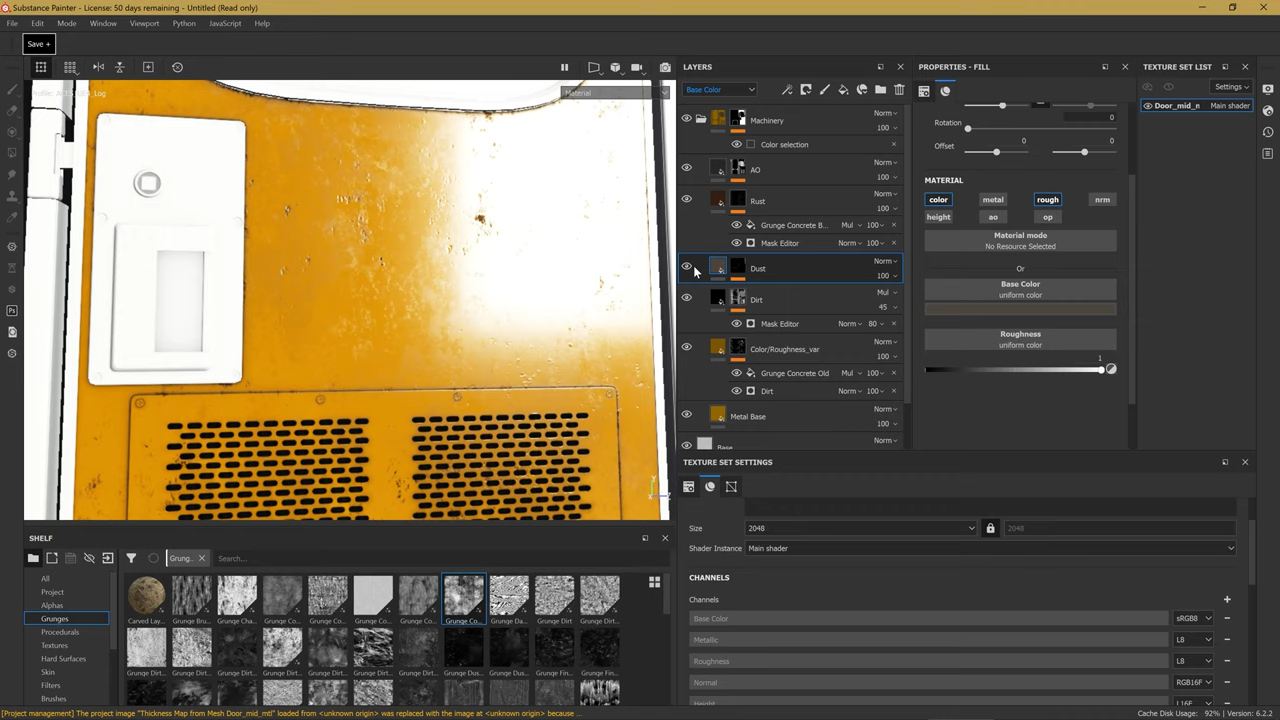 Substance Painter - License: 50 days remaining - Untitled (Read only)
File Edit Mode Window Viewport Python JavaScript Help
Save +
Material
LAYERS
Base Color
Machinery Norm
100
Color selection
AO Norm
100
Rust Norm
100
Grunge Concrete B... Mul 100
Mask Editor Norm 100
Dust Norm
100
Dirt Mul
45
Mask Editor Norm 80
Color/Roughness_var Norm
100
Grunge Concrete Old Mul 100
Dirt Norm 100
Metal Base Norm
100
Base Norm
PROPERTIES - FILL
0
Rotation
0 0
Offset
MATERIAL
color metal rough nrm
height ao op
Material mode
No Resource Selected
Or
Base Color
uniform color
Roughness
uniform color
1
TEXTURE SET LIST
Settings
Door_mid_n Main shader
TEXTURE SET SETTINGS
Size 2048 2048
Shader Instance Main shader
CHANNELS
Channels
Base Color sRGB8
Metallic L8
Roughness L8
Normal RGB16F
Height L16F
SHELF
Grung... Search...
All
Project
Alphas
Grunges
Procedurals
Textures
Hard Surfaces
Skin
Filters
Brushes
Carved Lay... Grunge Bru... Grunge Cha... Grunge Co... Grunge Co... Grunge Co... Grunge Co... Grunge Co... Grunge Da... Grunge Dirt Grunge Dirt...
Grunge Dirt... Grunge Dirt... Grunge Dirt... Grunge Dirt... Grunge Dirt... Grunge Dirt... Grunge Dirt... Grunge Dus... Grunge Dus... Grunge Fin... Grunge Fin...
[Project management] The project image "Thickness Map from Mesh Door_mid_mtl" loaded from <unknown origin> was replaced with the image at <unknown origin> because ...
Cache Disk Usage: 92% | Version: 6.2.2